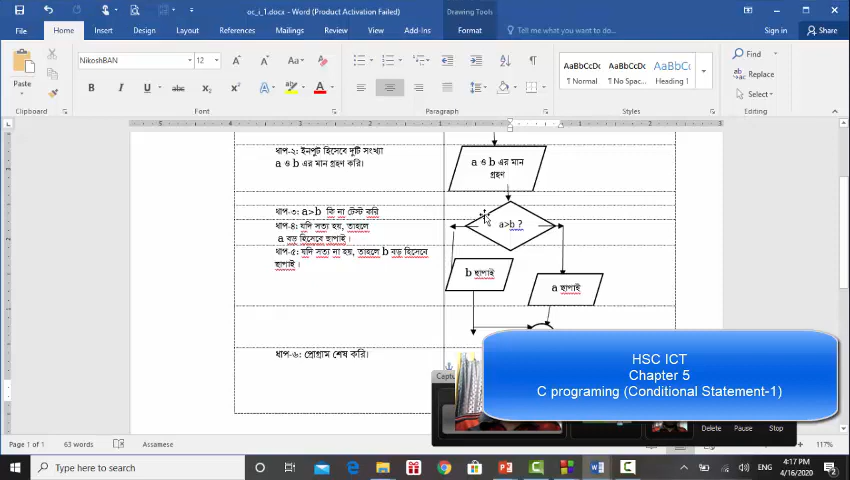 oc_i_1.docx - Word (Product Activation Failed)
Drawing Tools
File
Home
Insert
Design
Layout
References
Mailings
Review
View
Add-Ins
Format
Tell me what you want to do...
Sign in
Share
Paste
NikoshBAN
12
Clipboard
Font
Paragraph
AaBbCcDc
AaBbCcDc
AaBbCc
¶ Normal
¶ No Spac...
Heading 1
Styles
Find
Replace
Select
Editing
ধাপ-২: ইনপুট হিসেবে দুটি সংখ্যা
a ও b এর মান গ্রহণ করি।
ধাপ-৩: a>b কি না টেস্ট করি
ধাপ-৪: যদি সত্য হয়, তাহলে
a বড় হিসেবে ছাপাই।
ধাপ-৫: যদি সত্য না হয়, তাহলে b বড় হিসেবে
ছাপাই।
ধাপ-৬: প্রোগ্রাম শেষ করি।
a ও b এর মান
গ্রহণ
a>b ?
b ছাপাই
a ছাপাই
HSC ICT
Chapter 5
C programing (Conditional Statement-1)
Delete
Pause
Stop
Page 1 of 1
63 words
Assamese
117%
Type here to search
ENG
4:17 PM
4/16/2020